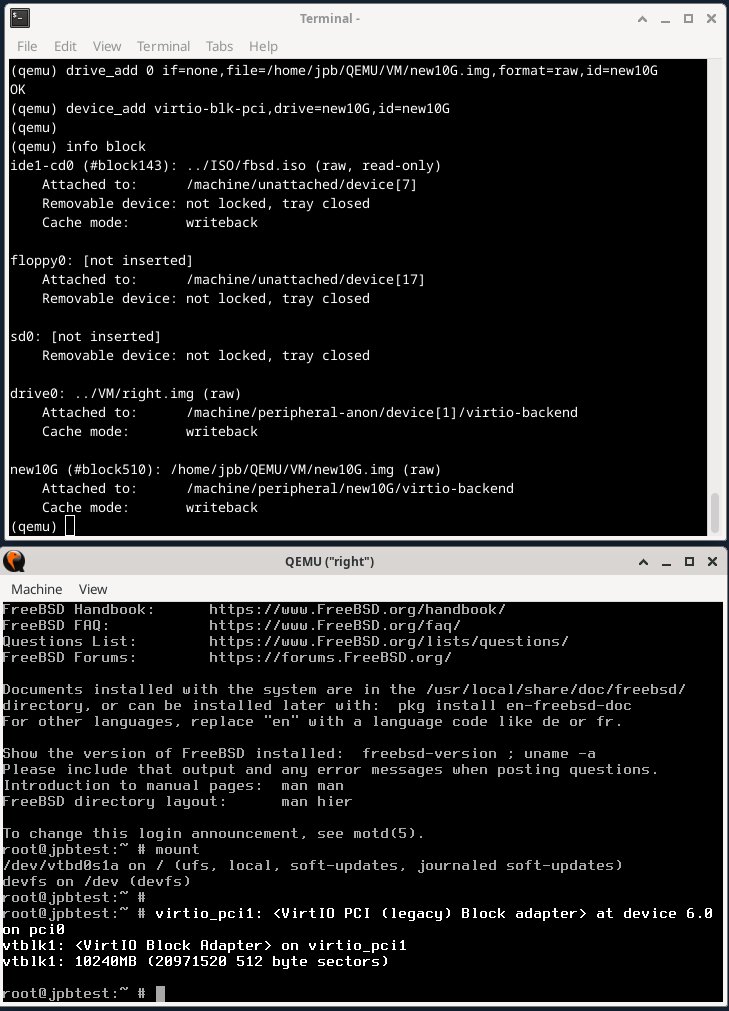 Terminal -
File Edit View Terminal Tabs Help
(qemu) drive_add 0 if=none,file=/home/jpb/QEMU/VM/new10G.img,format=raw,id=new10G
OK
(qemu) device_add virtio-blk-pci,drive=new10G,id=new10G
(qemu)
(qemu) info block
ide1-cd0 (#block143): ../ISO/fbsd.iso (raw, read-only)
    Attached to:      /machine/unattached/device[7]
    Removable device: not locked, tray closed
    Cache mode:       writeback

floppy0: [not inserted]
    Attached to:      /machine/unattached/device[17]
    Removable device: not locked, tray closed

sd0: [not inserted]
    Removable device: not locked, tray closed

drive0: ../VM/right.img (raw)
    Attached to:      /machine/peripheral-anon/device[1]/virtio-backend
    Cache mode:       writeback

new10G (#block510): /home/jpb/QEMU/VM/new10G.img (raw)
    Attached to:      /machine/peripheral/new10G/virtio-backend
    Cache mode:       writeback
(qemu)
QEMU ("right")
Machine View
FreeBSD Handbook:       https://www.FreeBSD.org/handbook/
FreeBSD FAQ:            https://www.FreeBSD.org/faq/
Questions List:         https://www.FreeBSD.org/lists/questions/
FreeBSD Forums:         https://forums.FreeBSD.org/

Documents installed with the system are in the /usr/local/share/doc/freebsd/
directory, or can be installed later with:  pkg install en-freebsd-doc
For other languages, replace "en" with a language code like de or fr.

Show the version of FreeBSD installed:  freebsd-version ; uname -a
Please include that output and any error messages when posting questions.
Introduction to manual pages:  man man
FreeBSD directory layout:      man hier

To change this login announcement, see motd(5).
root@jpbtest:~ # mount
/dev/vtbd0s1a on / (ufs, local, soft-updates, journaled soft-updates)
devfs on /dev (devfs)
root@jpbtest:~ #
root@jpbtest:~ # virtio_pci1: <VirtIO PCI (legacy) Block adapter> at device 6.0
on pci0
vtblk1: <VirtIO Block Adapter> on virtio_pci1
vtblk1: 10240MB (20971520 512 byte sectors)

root@jpbtest:~ #